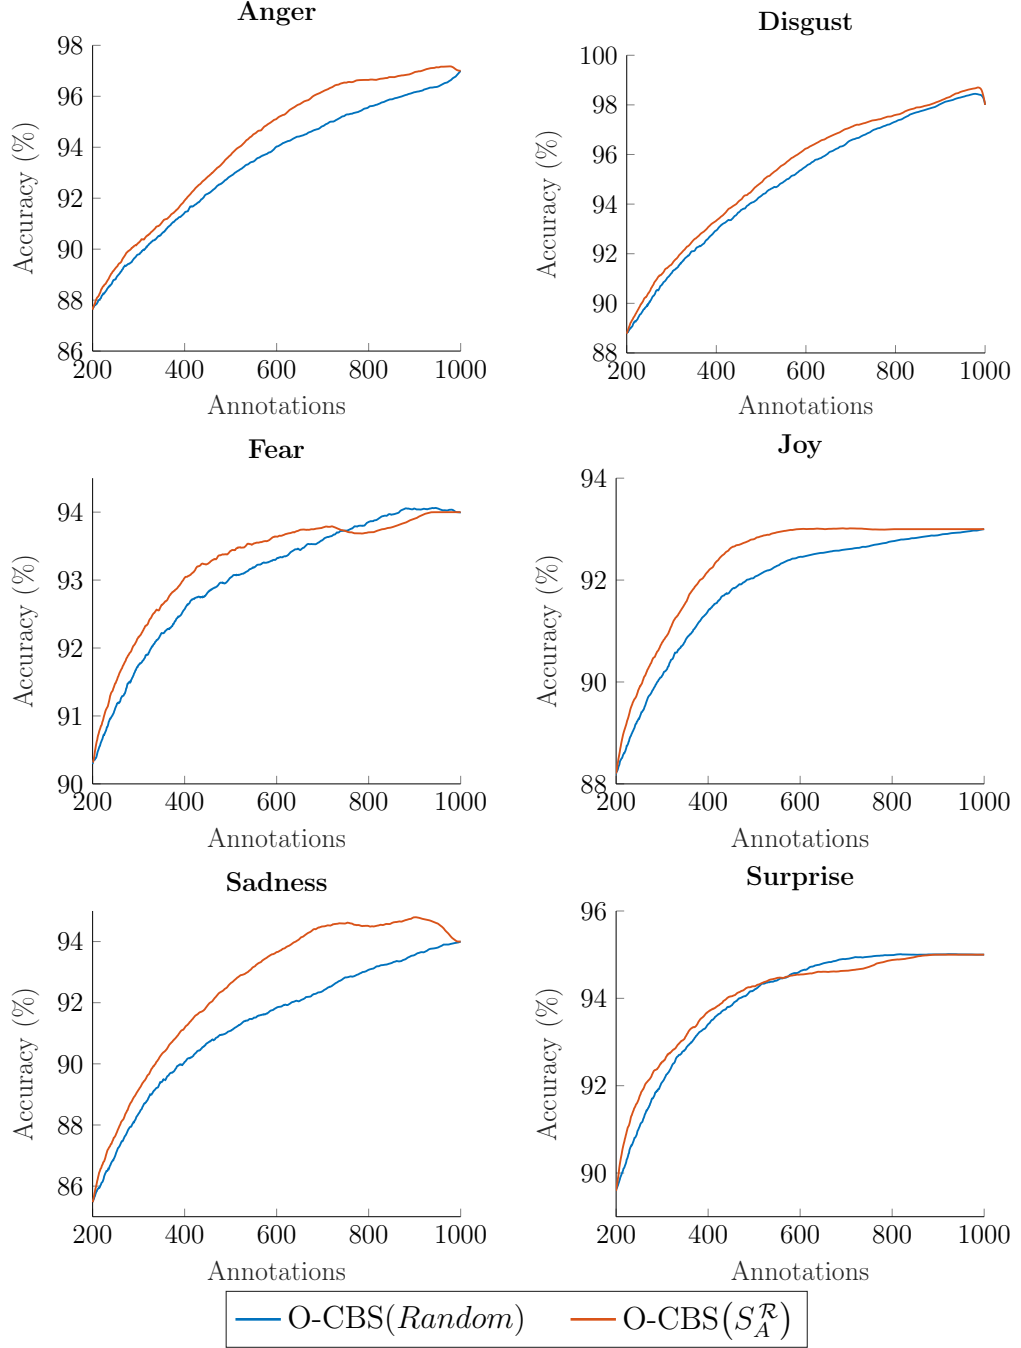 Anger
98
96
94
92
90
88
86
Accuracy (%)
200 400 600 800 1000
Annotations
Disgust
100
98
96
94
92
90
88
Accuracy (%)
200 400 600 800 1000
Annotations
Fear
94
93
92
91
90
Accuracy (%)
200 400 600 800 1000
Annotations
Joy
94
92
90
88
Accuracy (%)
200 400 600 800 1000
Annotations
Sadness
94
92
90
88
86
Accuracy (%)
200 400 600 800 1000
Annotations
Surprise
96
94
92
90
Accuracy (%)
200 400 600 800 1000
Annotations
O-CBS(Random) O-CBS(S_A^ℛ)